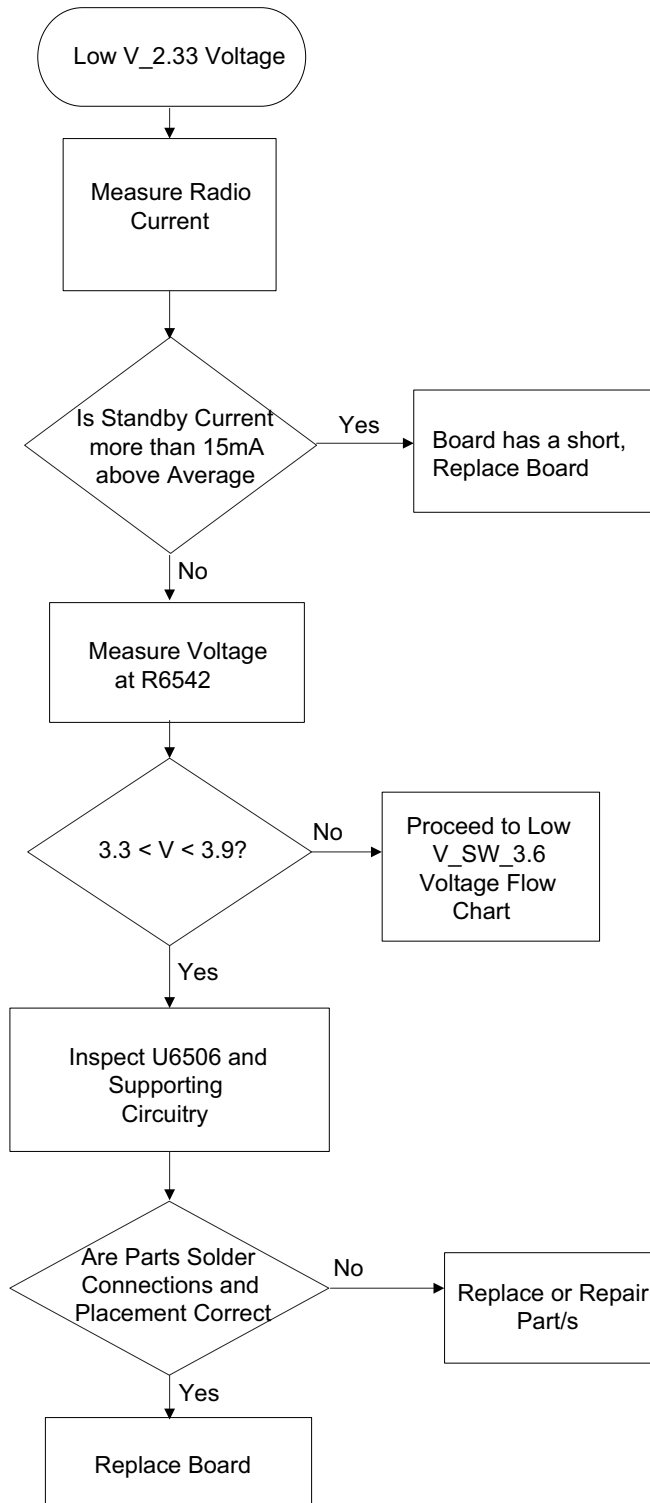 Low V_2.33 Voltage
Measure Radio
Current
Is Standby Current
more than 15mA
above Average
Yes
Board has a short,
Replace Board
No
Measure Voltage
at R6542
3.3 < V < 3.9?
No
Proceed to Low
V_SW_3.6
Voltage Flow
Chart
Yes
Inspect U6506 and
Supporting
Circuitry
Are Parts Solder
Connections and
Placement Correct
No
Replace or Repair
Part/s
Yes
Replace Board